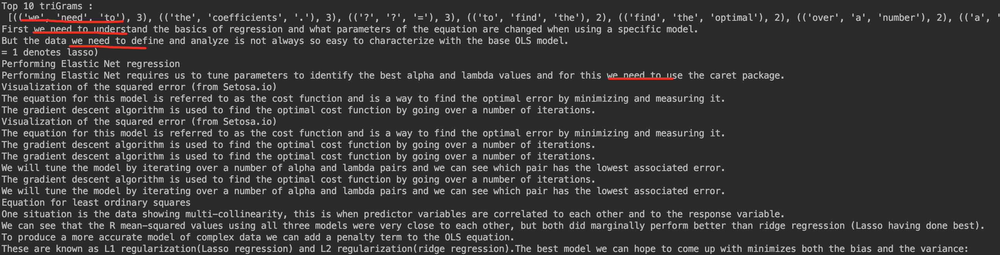 Top 10 triGrams :
[(('we', 'need', 'to'), 3), (('the', 'coefficients', '.'), 3), (('?', '?', '='), 3), (('to', 'find', 'the'), 2), (('find', 'the', 'optimal'), 2), (('over', 'a', 'number'), 2), (('a', '
First we need to understand the basics of regression and what parameters of the equation are changed when using a specific model.
But the data we need to define and analyze is not always so easy to characterize with the base OLS model.
= 1 denotes lasso)
Performing Elastic Net regression
Performing Elastic Net requires us to tune parameters to identify the best alpha and lambda values and for this we need to use the caret package.
Visualization of the squared error (from Setosa.io)
The equation for this model is referred to as the cost function and is a way to find the optimal error by minimizing and measuring it.
The gradient descent algorithm is used to find the optimal cost function by going over a number of iterations.
Visualization of the squared error (from Setosa.io)
The equation for this model is referred to as the cost function and is a way to find the optimal error by minimizing and measuring it.
The gradient descent algorithm is used to find the optimal cost function by going over a number of iterations.
The gradient descent algorithm is used to find the optimal cost function by going over a number of iterations.
We will tune the model by iterating over a number of alpha and lambda pairs and we can see which pair has the lowest associated error.
The gradient descent algorithm is used to find the optimal cost function by going over a number of iterations.
We will tune the model by iterating over a number of alpha and lambda pairs and we can see which pair has the lowest associated error.
Equation for least ordinary squares
One situation is the data showing multi-collinearity, this is when predictor variables are correlated to each other and to the response variable.
We can see that the R mean-squared values using all three models were very close to each other, but both did marginally perform better than ridge regression (Lasso having done best).
To produce a more accurate model of complex data we can add a penalty term to the OLS equation.
These are known as L1 regularization(Lasso regression) and L2 regularization(ridge regression).The best model we can hope to come up with minimizes both the bias and the variance: